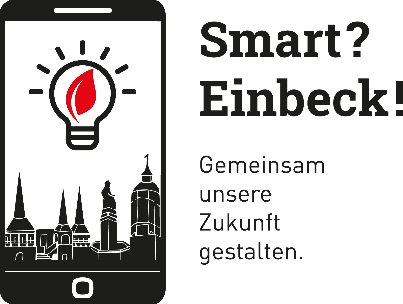 Smart?
Einbeck!
Gemeinsam
unsere
Zukunft
gestalten.